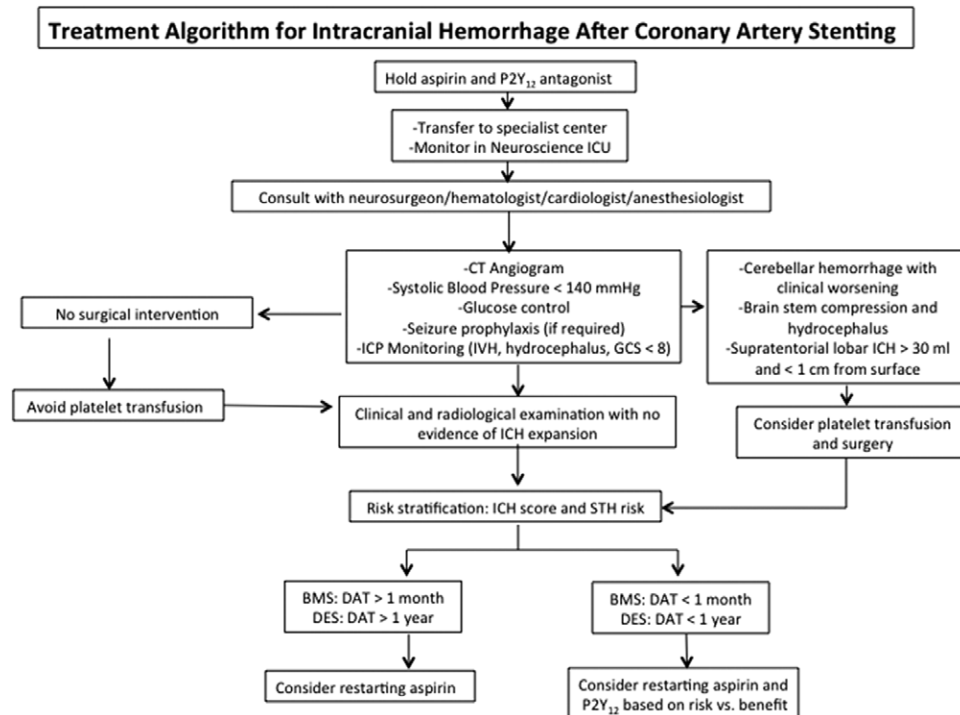 Treatment Algorithm for Intracranial Hemorrhage After Coronary Artery Stenting
Hold aspirin and P2Y₁₂ antagonist
-Transfer to specialist center
-Monitor in Neuroscience ICU
Consult with neurosurgeon/hematologist/cardiologist/anesthesiologist
-CT Angiogram
-Systolic Blood Pressure < 140 mmHg
Glucose control
-Seizure prophylaxis (if required)
-ICP Monitoring (IVH, hydrocephalus, GCS < 8)
-Cerebellar hemorrhage with
clinical worsening
-Brain stem compression and
hydrocephalus
-Supratentorial lobar ICH > 30 ml
and < 1 cm from surface
No surgical intervention
Avoid platelet transfusion
Clinical and radiological examination with no
evidence of ICH expansion
Consider platelet transfusion
and surgery
Risk stratification: ICH score and STH risk
BMS: DAT > 1 month
DES: DAT > 1 year
BMS: DAT < 1 month
DES: DAT < 1 year
Consider restarting aspirin
Consider restarting aspirin and
P2Y₁₂ based on risk vs. benefit